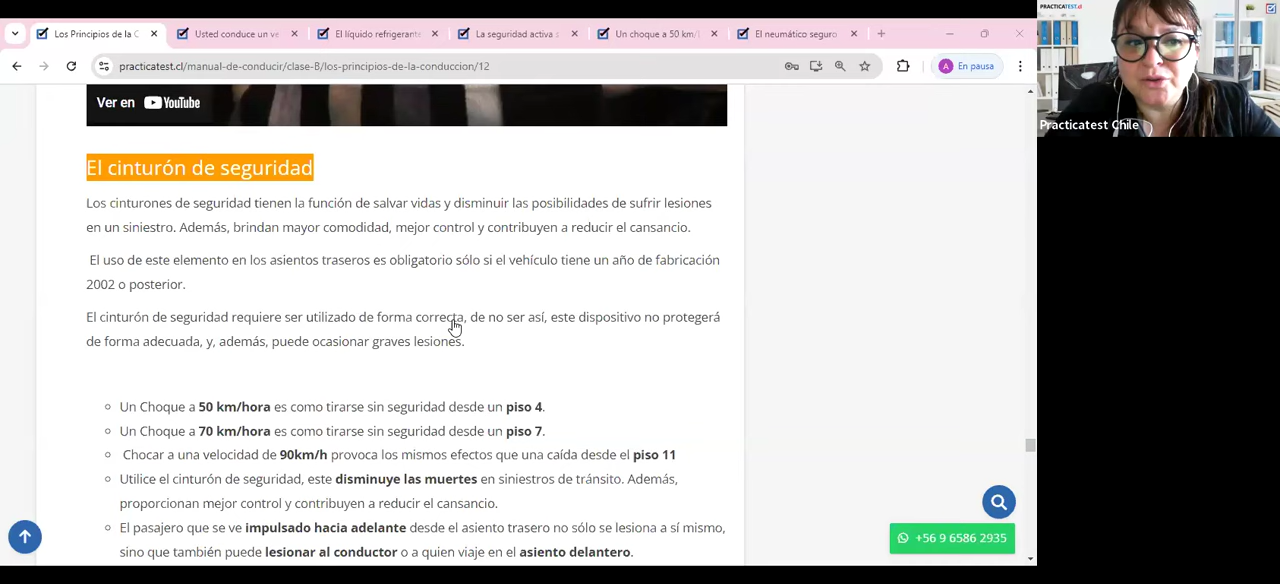 Los Principios de la C
Usted conduce un ve
El líquido refrigerante
La seguridad activa s
Un choque a 50 km/
El neumático seguro
practicatest.cl/manual-de-conducir/clase-B/los-principios-de-la-conduccion/12
A En pausa
PRACTICATEST.cl
Practicatest Chile
Ver en YouTube
El cinturón de seguridad
Los cinturones de seguridad tienen la función de salvar vidas y disminuir las posibilidades de sufrir lesiones
en un siniestro. Además, brindan mayor comodidad, mejor control y contribuyen a reducir el cansancio.
El uso de este elemento en los asientos traseros es obligatorio sólo si el vehículo tiene un año de fabricación
2002 o posterior.
El cinturón de seguridad requiere ser utilizado de forma correcta, de no ser así, este dispositivo no protegerá
de forma adecuada, y, además, puede ocasionar graves lesiones.
Un Choque a 50 km/hora es como tirarse sin seguridad desde un piso 4.
Un Choque a 70 km/hora es como tirarse sin seguridad desde un piso 7.
Chocar a una velocidad de 90km/h provoca los mismos efectos que una caída desde el piso 11
Utilice el cinturón de seguridad, este disminuye las muertes en siniestros de tránsito. Además,
proporcionan mejor control y contribuyen a reducir el cansancio.
El pasajero que se ve impulsado hacia adelante desde el asiento trasero no sólo se lesiona a sí mismo,
sino que también puede lesionar al conductor o a quien viaje en el asiento delantero.
+56 9 6586 2935